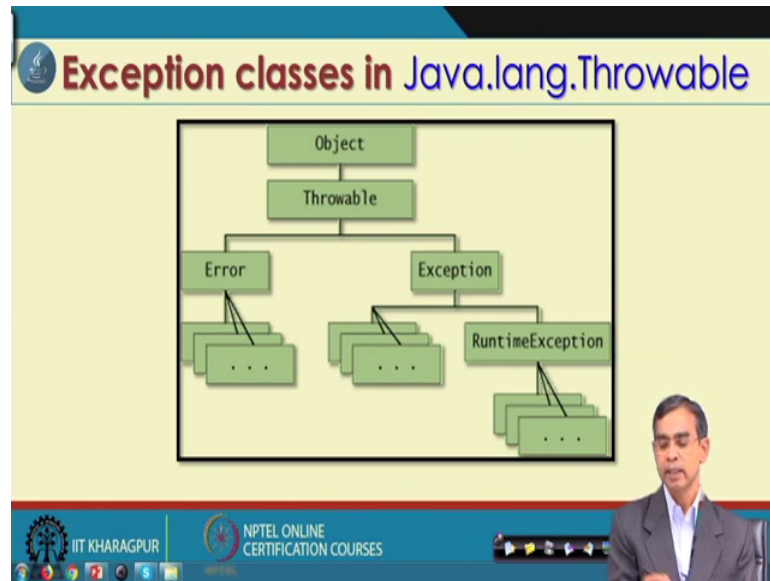 Exception classes in Java.lang.Throwable
Object
Throwable
Error
Exception
. . .
. . .
RuntimeException
. . .
IIT KHARAGPUR
NPTEL ONLINE
CERTIFICATION COURSES